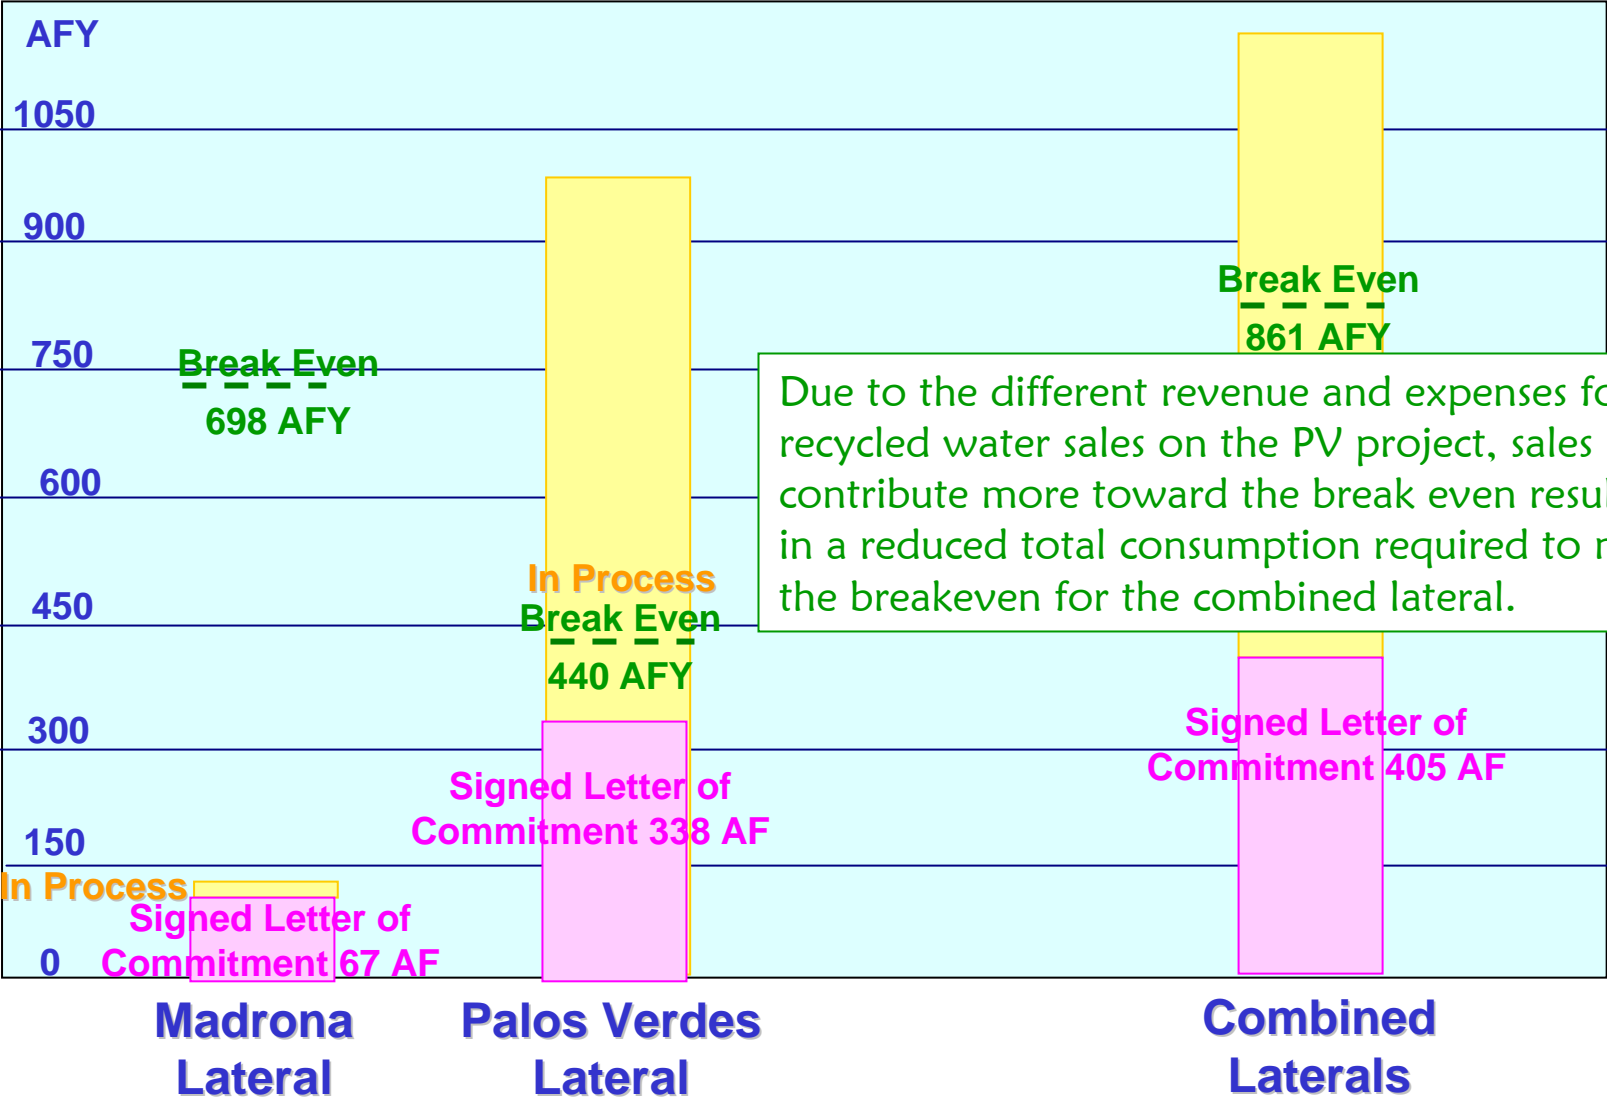 AFY
1050
900
750
600
450
300
150
0
Break Even
698 AFY
In Process
Signed Letter of
Commitment 67 AF
In Process
Break Even
440 AFY
Signed Letter of
Commitment 338 AF
Break Even
861 AFY
Due to the different revenue and expenses
recycled water sales on the PV project, sales
contribute more toward the break even
in a reduced total consumption required to
the breakeven for the combined lateral.
Signed Letter of
Commitment 405 AF
Madrona
Lateral
Palos Verdes
Lateral
Combined
Laterals